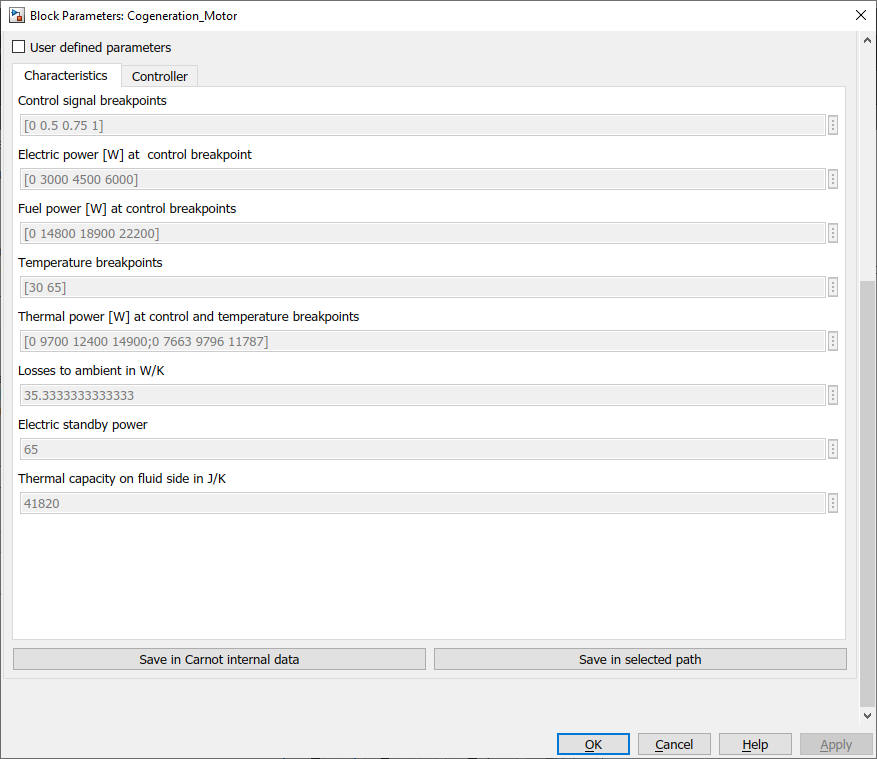 Block Parameters: Cogeneration_Motor
User defined parameters
Characteristics
Controller
Control signal breakpoints
[0 0.5 0.75 1]
Electric power [W] at  control breakpoint
[0 3000 4500 6000]
Fuel power [W] at control breakpoints
[0 14800 18900 22200]
Temperature breakpoints
[30 65]
Thermal power [W] at control and temperature breakpoints
[0 9700 12400 14900;0 7663 9796 11787]
Losses to ambient in W/K
35.3333333333333
Electric standby power
65
Thermal capacity on fluid side in J/K
41820
Save in Carnot internal data
Save in selected path
OK
Cancel
Help
Apply